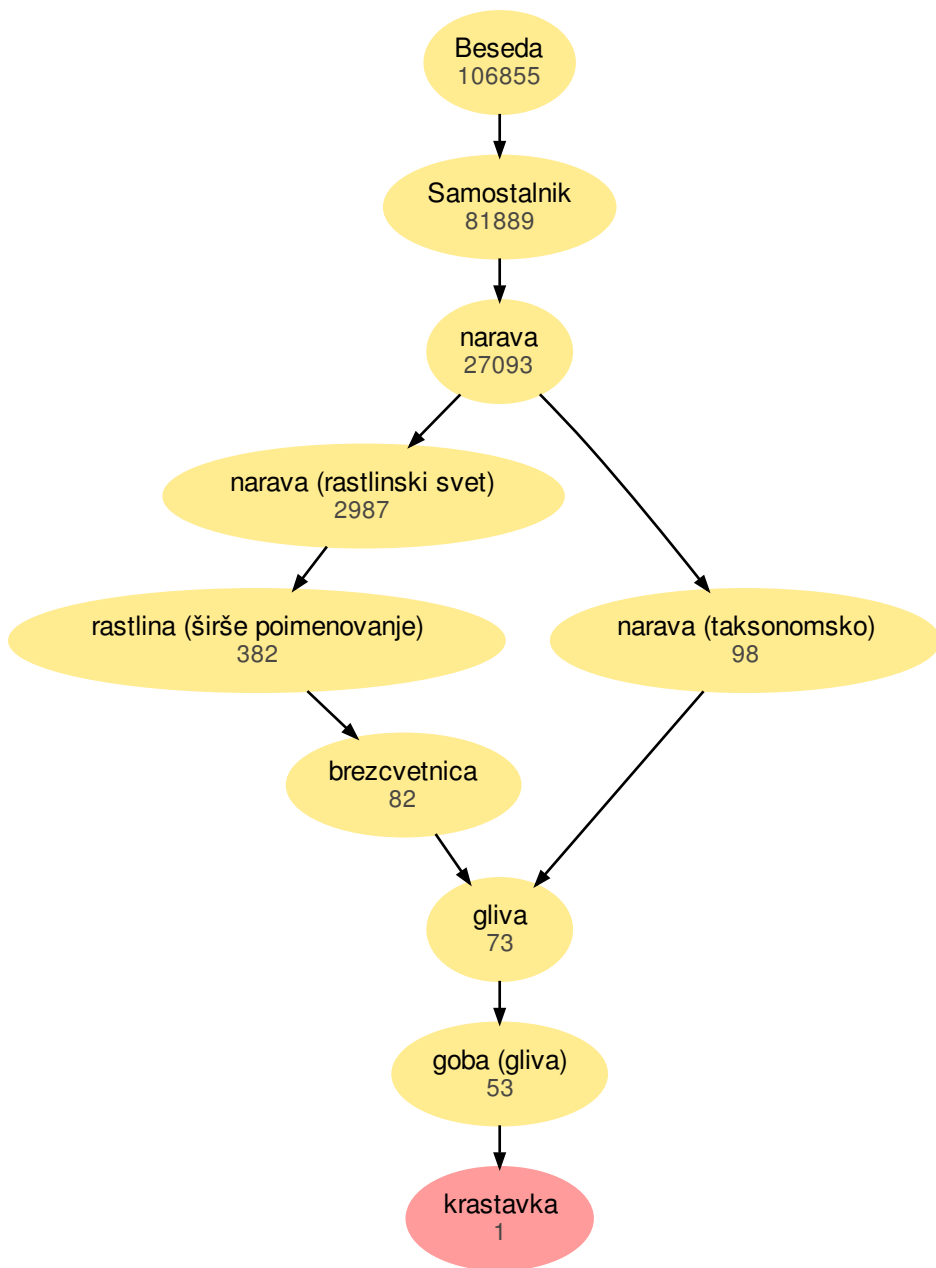 Beseda
106855
Samostalnik
81889
narava
27093
narava (rastlinski svet)
2987
rastlina (širše poimenovanje)
382
narava (taksonomsko)
98
brezcvetnica
82
gliva
73
goba (gliva)
53
krastavka
1